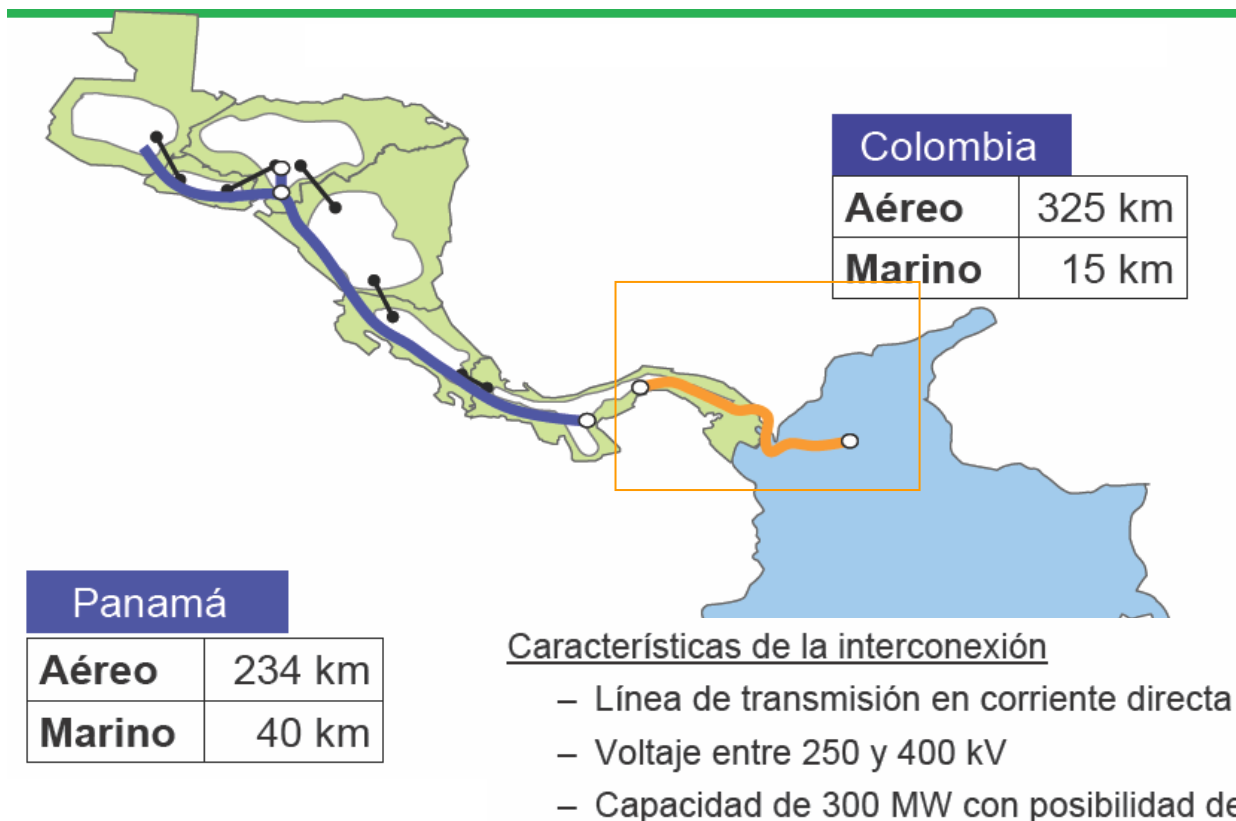 Colombia
Aéreo 325 km
Marino 15 km
Panamá
Aéreo 234 km
Marino 40 km
Características de la interconexión
– Línea de transmisión en corriente directa
– Voltaje entre 250 y 400 kV
– Capacidad de 300 MW con posibilidad de